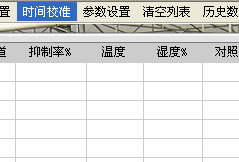 置 时间校准 参数设置 清空列表 历史数
道 抑制率% 温度 湿度% 对照